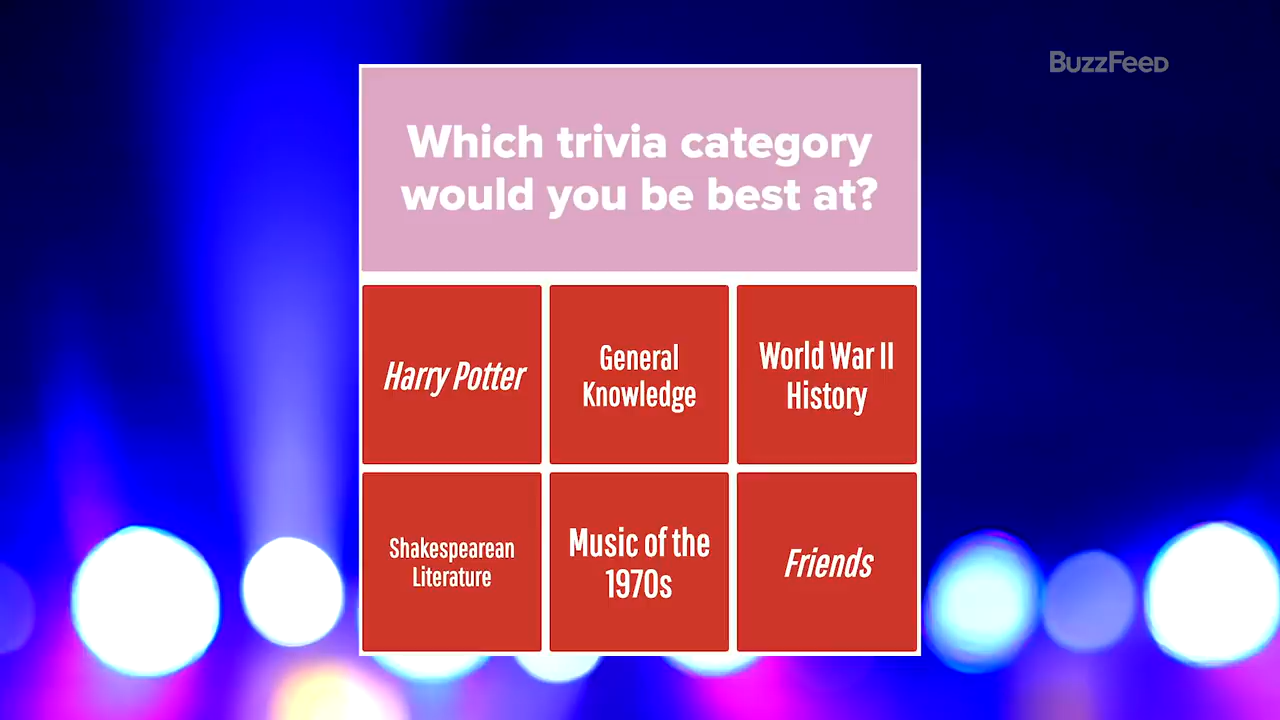 BuzzFeed
Which trivia category
would you be best at?
Harry Potter
General
Knowledge
World War II
History
Shakespearean
Literature
Music of the
1970s
Friends